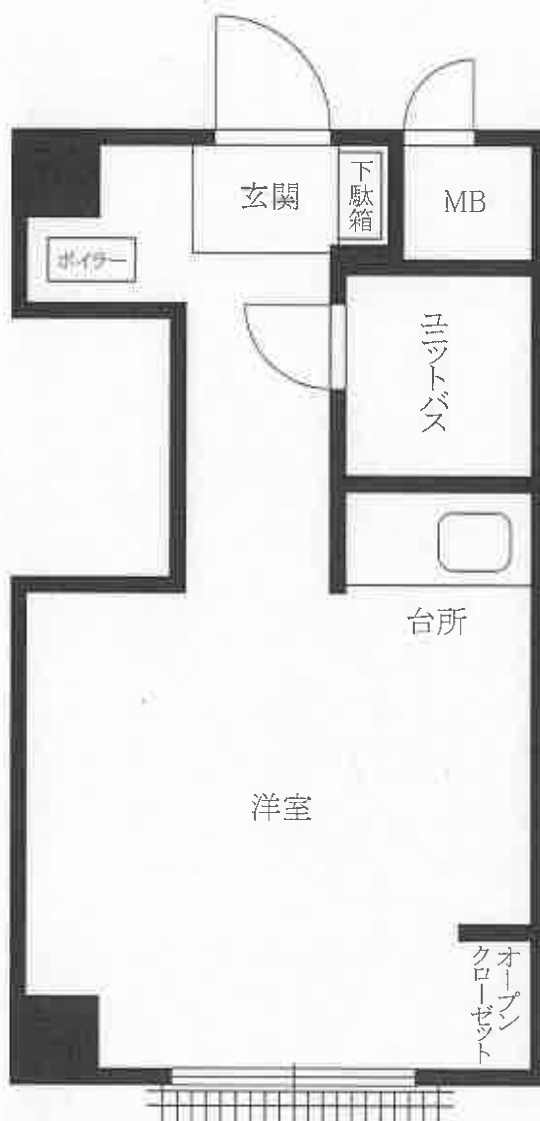 玄関
下駄箱
MB
ボイラー
ユニットバス
台所
洋室
オープン
クローゼット